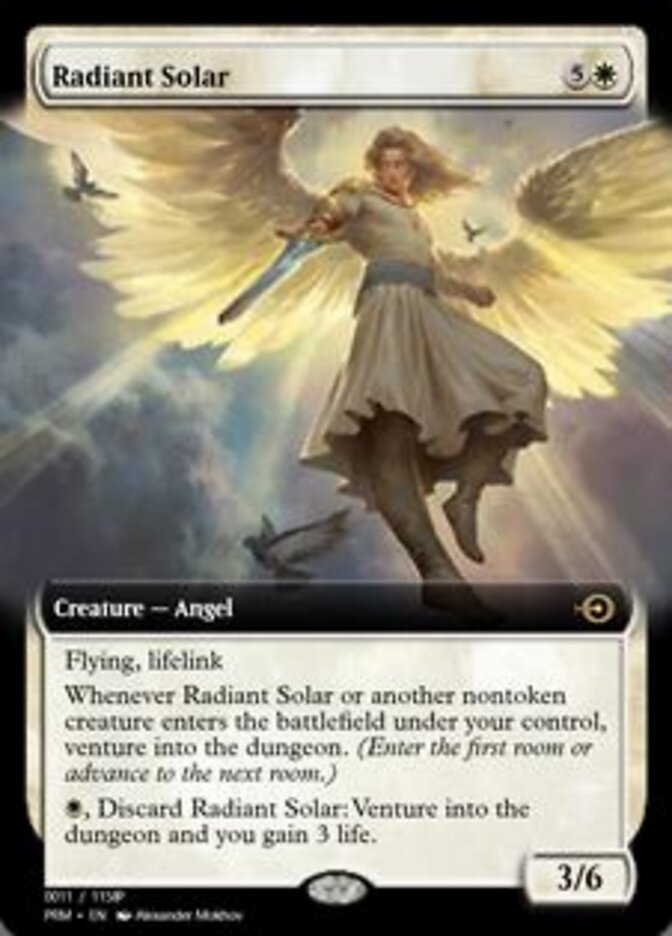 Radiant Solar 5
Creature — Angel
Flying, lifelink
Whenever Radiant Solar or another nontoken
creature enters the battlefield under your control,
venture into the dungeon. (Enter the first room or
advance to the next room.)
, Discard Radiant Solar: Venture into the
dungeon and you gain 3 life.
3/6
0011 / 1158P
PRM • EN Alexander Mokhov